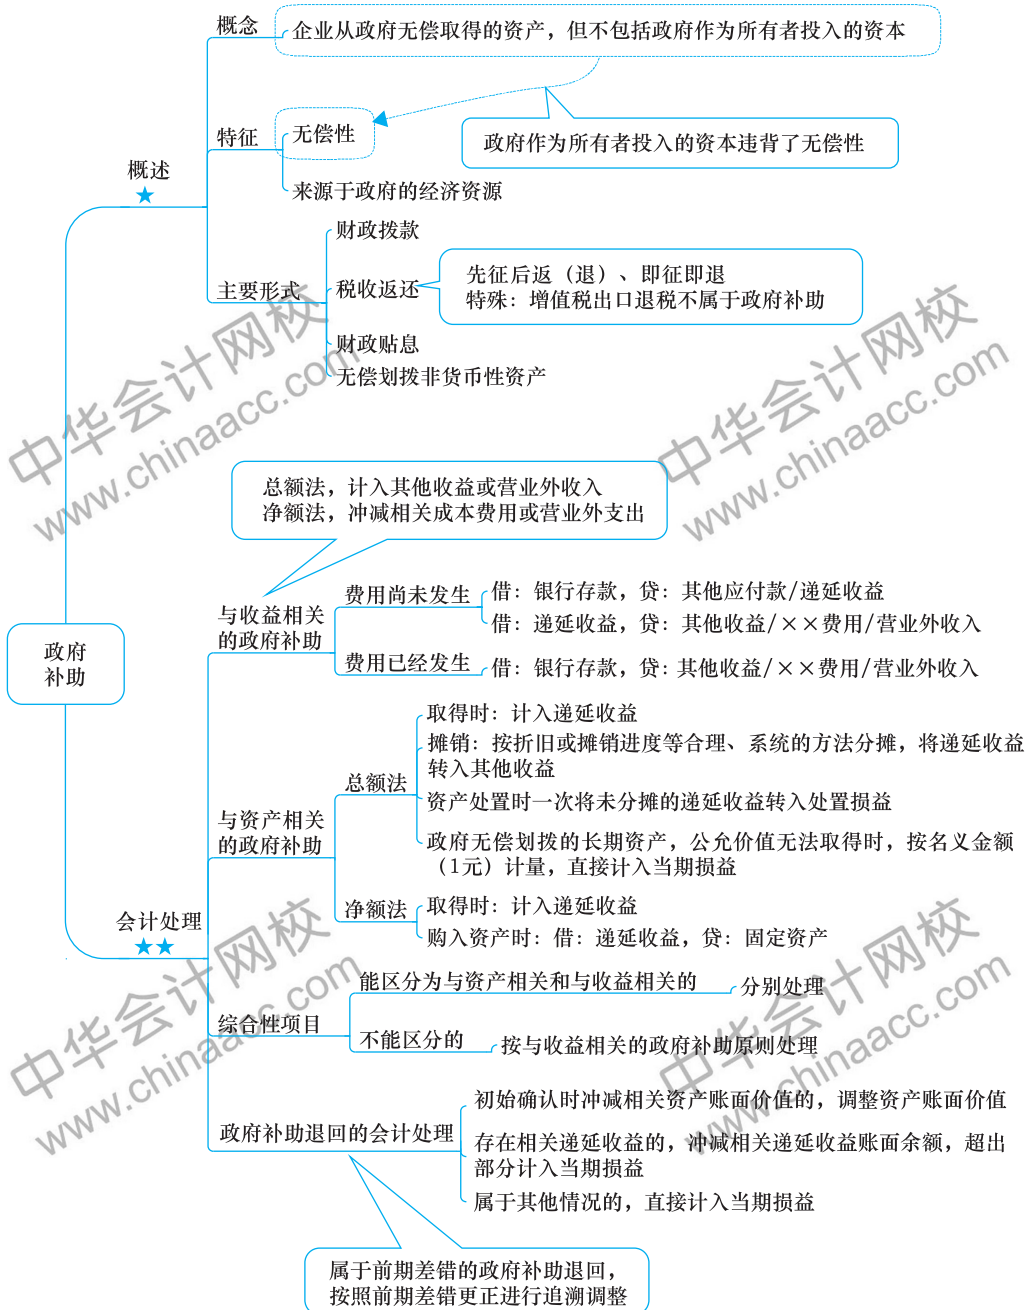 概念
企业从政府无偿取得的资产，但不包括政府作为所有者投入的资本
特征
无偿性
政府作为所有者投入的资本违背了无偿性
概述
来源于政府的经济资源
财政拨款
主要形式
税收返还
先征后返（退）、即征即退
特殊：增值税出口退税不属于政府补助
财政贴息
无偿划拨非货币性资产
中华会计网校
www.chinaacc.com
中华会计网校
www.chinaacc.com
总额法，计入其他收益或营业外收入
净额法，冲减相关成本费用或营业外支出
政府
补助
与收益相关
的政府补助
费用尚未发生
借：银行存款，贷：其他应付款/递延收益
借：递延收益，贷：其他收益/××费用/营业外收入
费用已经发生
借：银行存款，贷：其他收益/××费用/营业外收入
与资产相关
的政府补助
总额法
取得时：计入递延收益
摊销：按折旧或摊销进度等合理、系统的方法分摊，将递延收益
转入其他收益
资产处置时一次将未分摊的递延收益转入处置损益
政府无偿划拨的长期资产，公允价值无法取得时，按名义金额
（1元）计量，直接计入当期损益
净额法
取得时：计入递延收益
购入资产时：借：递延收益，贷：固定资产
会计处理
综合性项目
能区分为与资产相关和与收益相关的
分别处理
不能区分的
按与收益相关的政府补助原则处理
中华会计网校
www.chinaacc.com
中华会计网校
www.chinaacc.com
政府补助退回的会计处理
初始确认时冲减相关资产账面价值的，调整资产账面价值
存在相关递延收益的，冲减相关递延收益账面余额，超出
部分计入当期损益
属于其他情况的，直接计入当期损益
属于前期差错的政府补助退回，
按照前期差错更正进行追溯调整